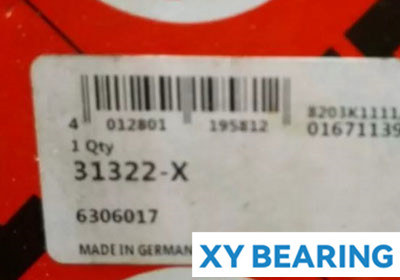 8203K1111
4 012801 195812
01671139
1 Qty
31322-X
6306017
MADE IN GERMAN
XY BEARING